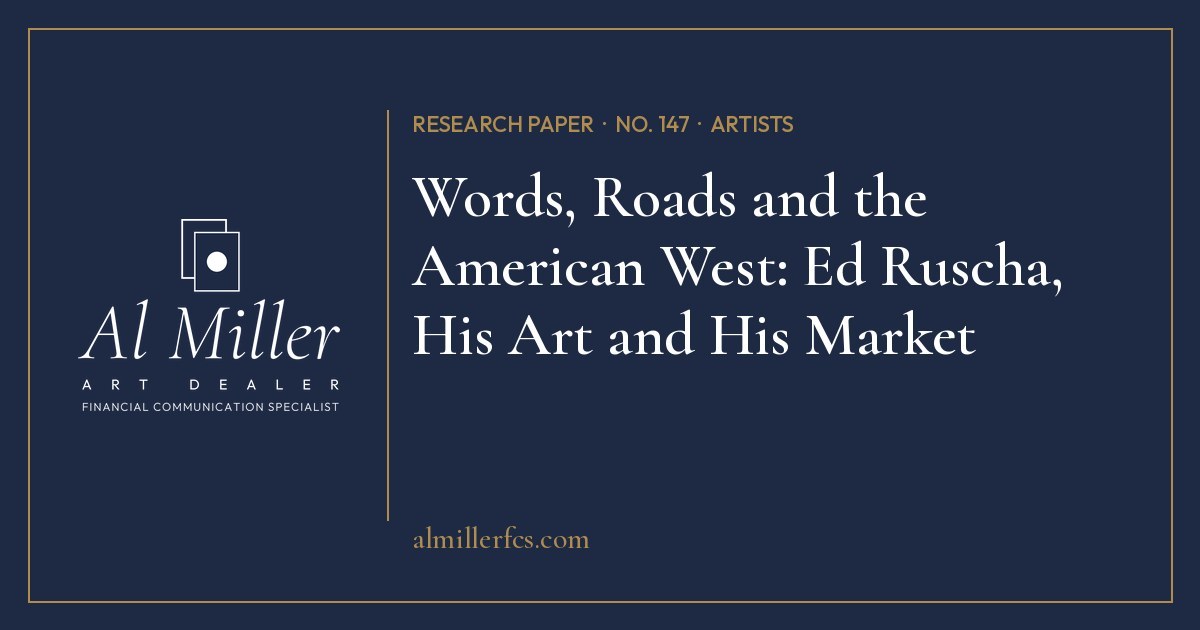 Al Miller
ART DEALER
FINANCIAL COMMUNICATION SPECIALIST
RESEARCH PAPER · NO. 147 · ARTISTS
Words, Roads and the
American West: Ed Ruscha,
His Art and His Market
almillerfcs.com